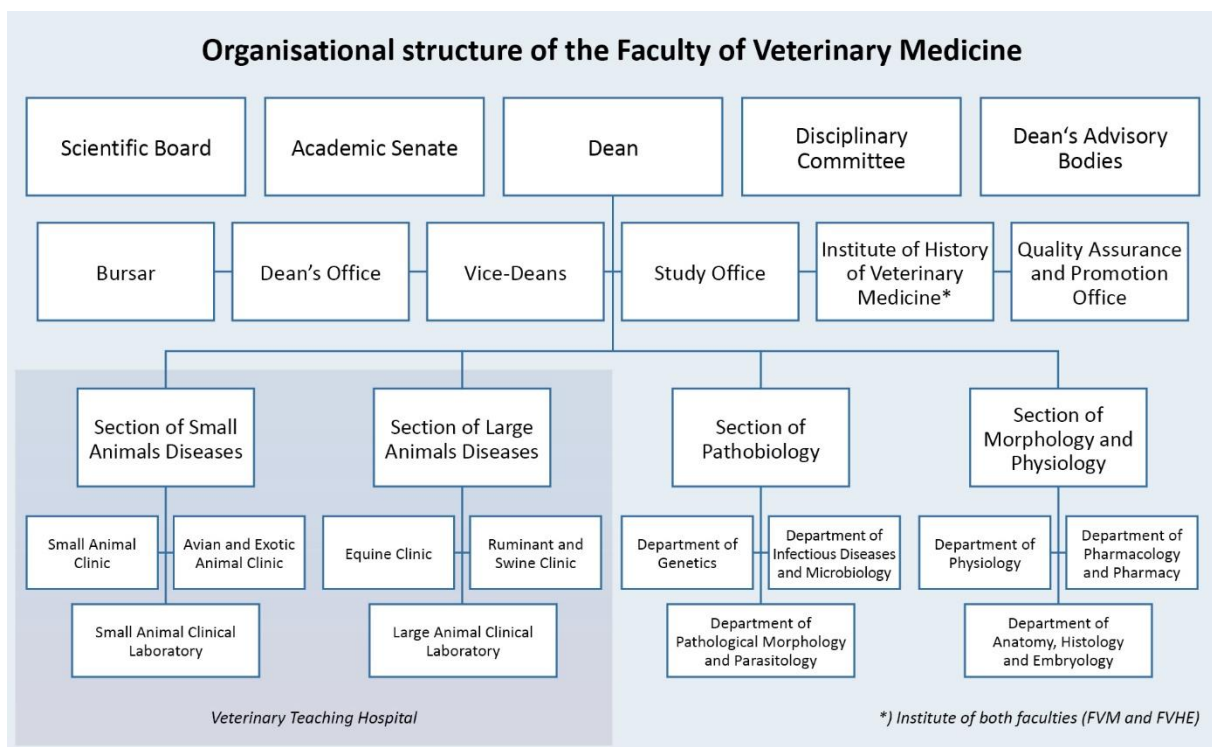 Organisational structure of the Faculty of Veterinary Medicine
Scientific Board
Academic Senate
Dean
Disciplinary
Committee
Dean‘s Advisory
Bodies
Bursar
Dean’s Office
Vice-Deans
Study Office
Institute of History
of Veterinary
Medicine*
Quality Assurance
and Promotion
Office
Section of Small
Animals Diseases
Section of Large
Animals Diseases
Section of
Pathobiology
Section of
Morphology and
Physiology
Small Animal
Clinic
Avian and Exotic
Animal Clinic
Equine Clinic
Ruminant and
Swine Clinic
Department of
Genetics
Department of
Infectious Diseases
and Microbiology
Department of
Physiology
Department of
Pharmacology
and Pharmacy
Small Animal Clinical
Laboratory
Large Animal Clinical
Laboratory
Department of
Pathological Morphology
and Parasitology
Department of
Anatomy, Histology
and Embryology
Veterinary Teaching Hospital
*) Institute of both faculties (FVM and FVHE)